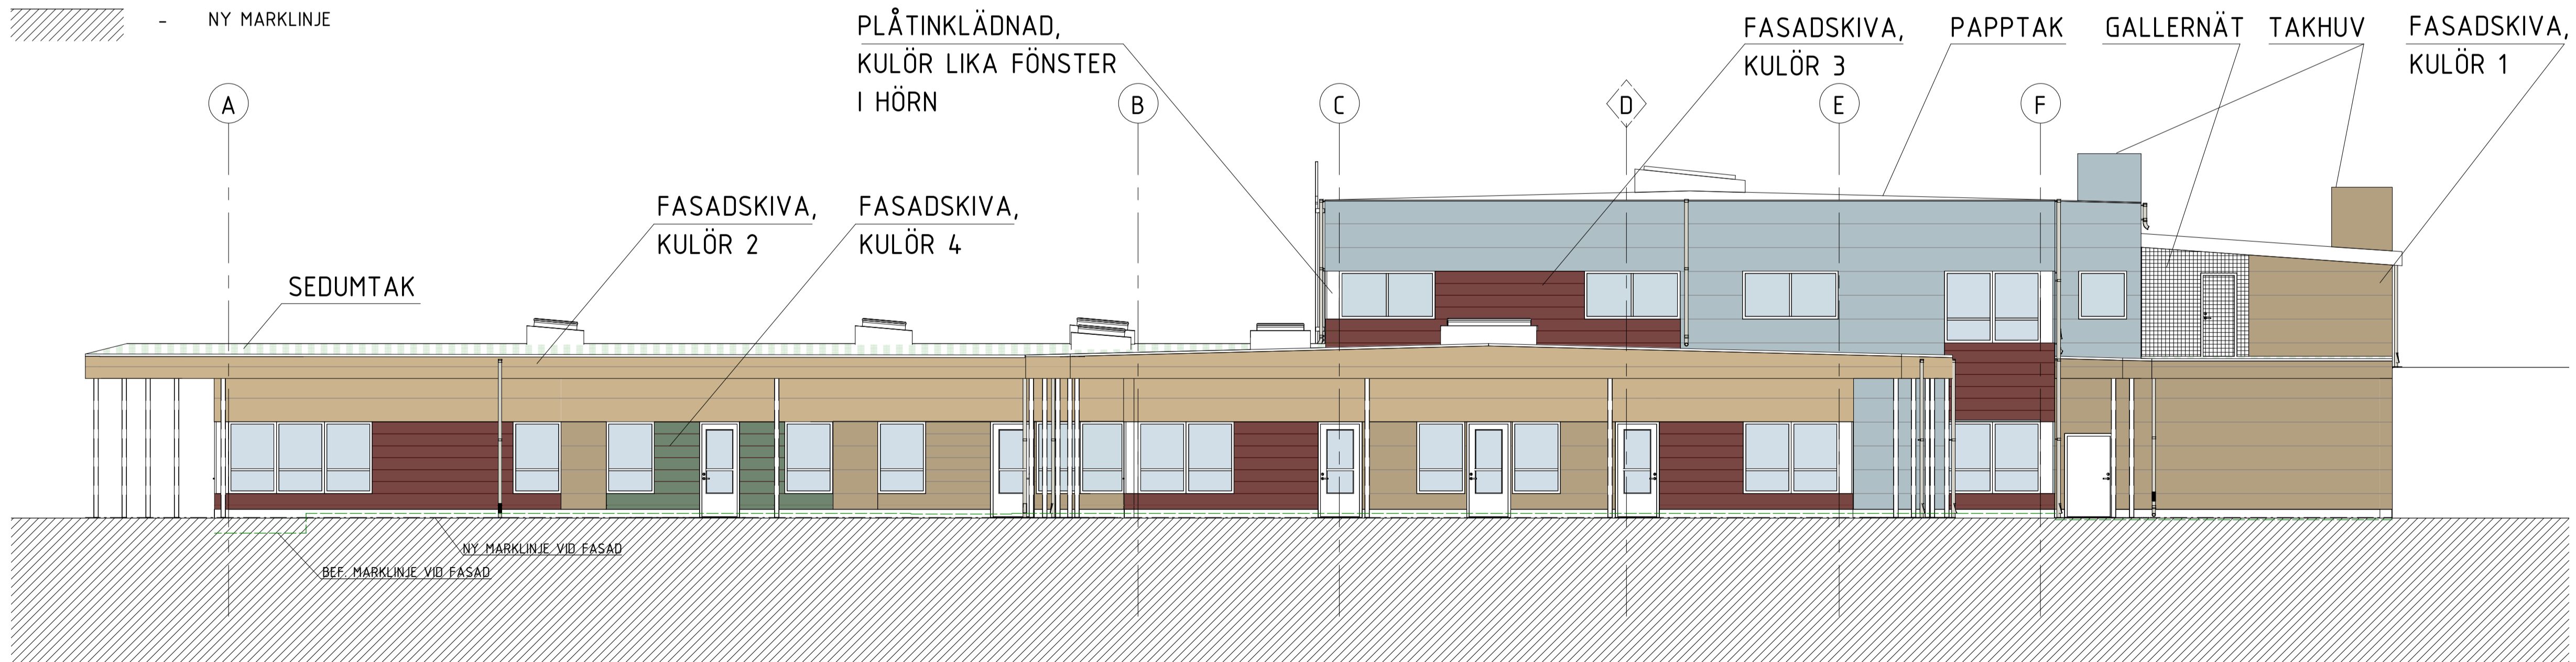 - NY MARKLINJE
PLÅTINKLÄDNAD,
KULÖR LIKA FÖNSTER
I HÖRN
FASADSKIVA,
KULÖR 3
PAPPTAK
GALLERNÄT
TAKHUV
FASADSKIVA,
KULÖR 1
A
B
C
D
E
F
FASADSKIVA,
KULÖR 2
FASADSKIVA,
KULÖR 4
SEDUMTAK
NY MARKLINJE VID FASAD
BEF. MARKLINJE VID FASAD